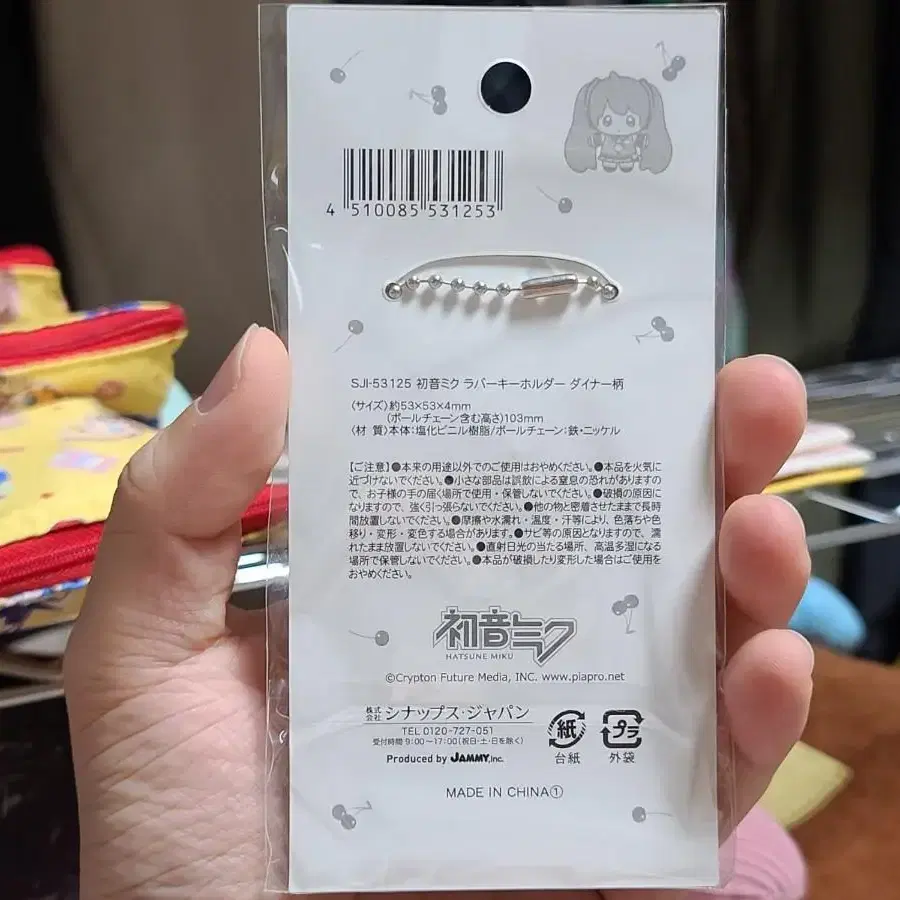 4 510085 531253
SJI-53125 初音ミク ラバーキーホルダー ダイナー柄
〈サイズ〉約53×53×4mm
(ボールチェーン含む高さ)103mm
〈材 質〉本体:塩化ビニル樹脂/ボールチェーン:鉄・ニッケル
【ご注意】●本来の用途以外でのご使用はおやめください。●本品を火気に
近づけないでください。●小さな部品は誤飲による窒息の恐れがありますの
で、お子様の手の届く場所で使用・保管しないでください。●破損の原因に
なりますので、強く引っ張らないでください。●他の物と密着させたままで長時
間放置しないでください。●摩擦や水濡れ・温度・汗等により、色落ちや色
移り・変形・変色する場合があります。●サビ等の原因となりますので、濡
れたまま放置しないでください。●直射日光の当たる場所、高温多湿になる
場所で保管しないでください。●本品が破損したり変形した場合はご使用を
おやめください。
初音ミク
HATSUNE MIKU
©Crypton Future Media, INC. www.piapro.net
株式会社 シナップス・ジャパン
TEL 0120-727-051
受付時間 9:00〜17:00(祝日・土・日を除く)
Produced by JAMMY,inc.
紙 プラ
台紙 外袋
MADE IN CHINA①